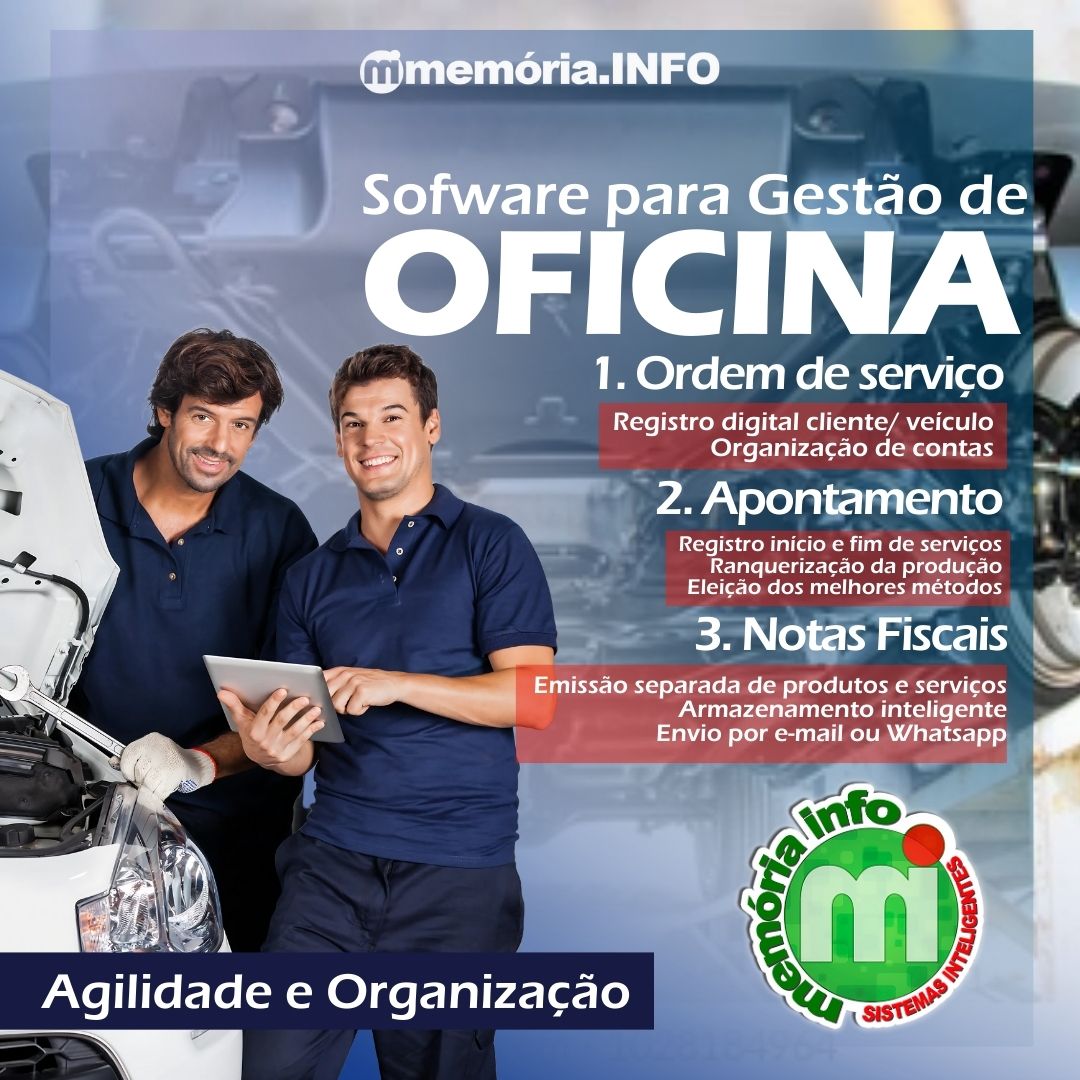 mi memória.INFO
Sofware para Gestão de
OFICINA
1. Ordem de serviço
Registro digital cliente/ veículo
Organização de contas
2. Apontamento
Registro início e fim de serviços
Ranquerização da produção
Eleição dos melhores métodos
3. Notas Fiscais
Emissão separada de produtos e serviços
Armazenamento inteligente
Envio por e-mail ou Whatsapp
memória info
mi
SISTEMAS INTELIGENTES
Agilidade e Organização